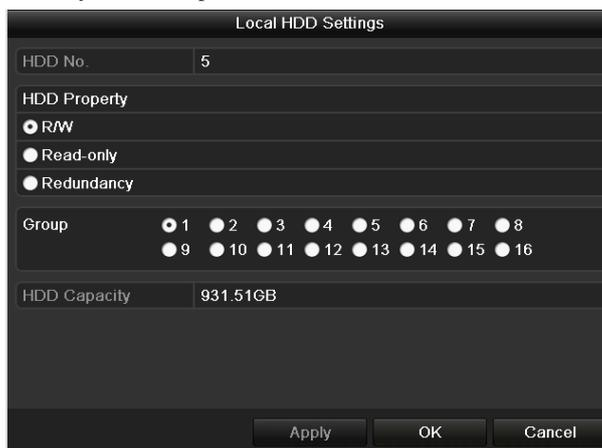 Local HDD Settings
HDD No. 5
HDD Property
R/W
Read-only
Redundancy
Group 1 2 3 4 5 6 7 8
9 10 11 12 13 14 15 16
HDD Capacity 931.51GB
Apply OK Cancel